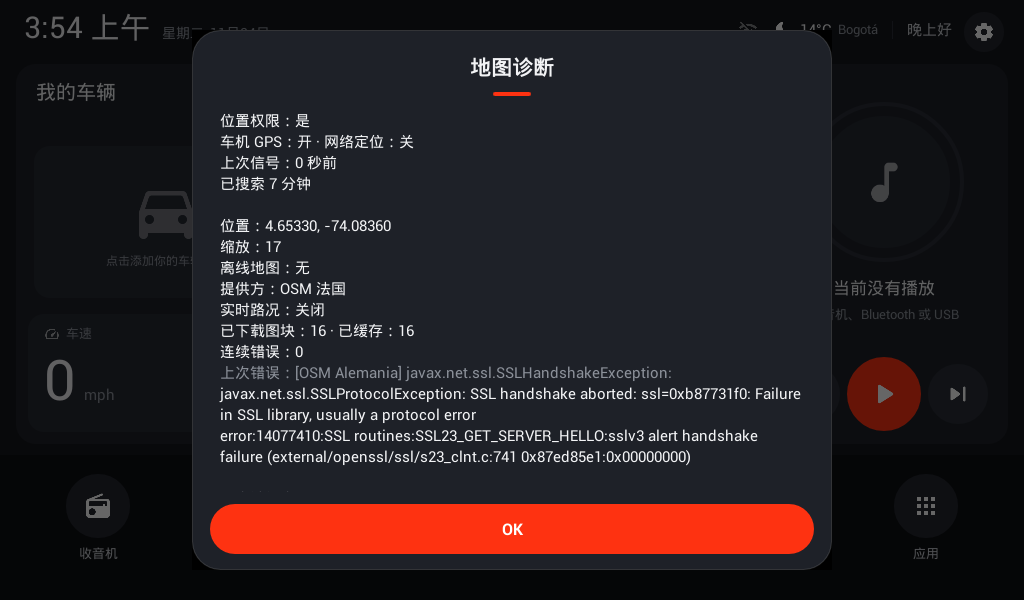 3:54 上午
14°C Bogotá
晚上好
我的车辆
地图诊断
位置权限：是
车机 GPS：开 · 网络定位：关
上次信号：0 秒前
已搜索 7 分钟
位置：4.65330, -74.08360
缩放：17
离线地图：无
提供方：OSM 法国
实时路况：关闭
已下载图块：16 · 已缓存：16
连续错误：0
上次错误：[OSM Alemania] javax.net.ssl.SSLHandshakeException:
javax.net.ssl.SSLProtocolException: SSL handshake aborted: ssl=0xb87731f0: Failure
in SSL library, usually a protocol error
error:14077410:SSL routines:SSL23_GET_SERVER_HELLO:sslv3 alert handshake
failure (external/openssl/ssl/s23_clnt.c:741 0x87ed85e1:0x00000000)
OK
点击添加你的车
车速
0 mph
当前没有播放
机、Bluetooth 或 USB
收音机
应用